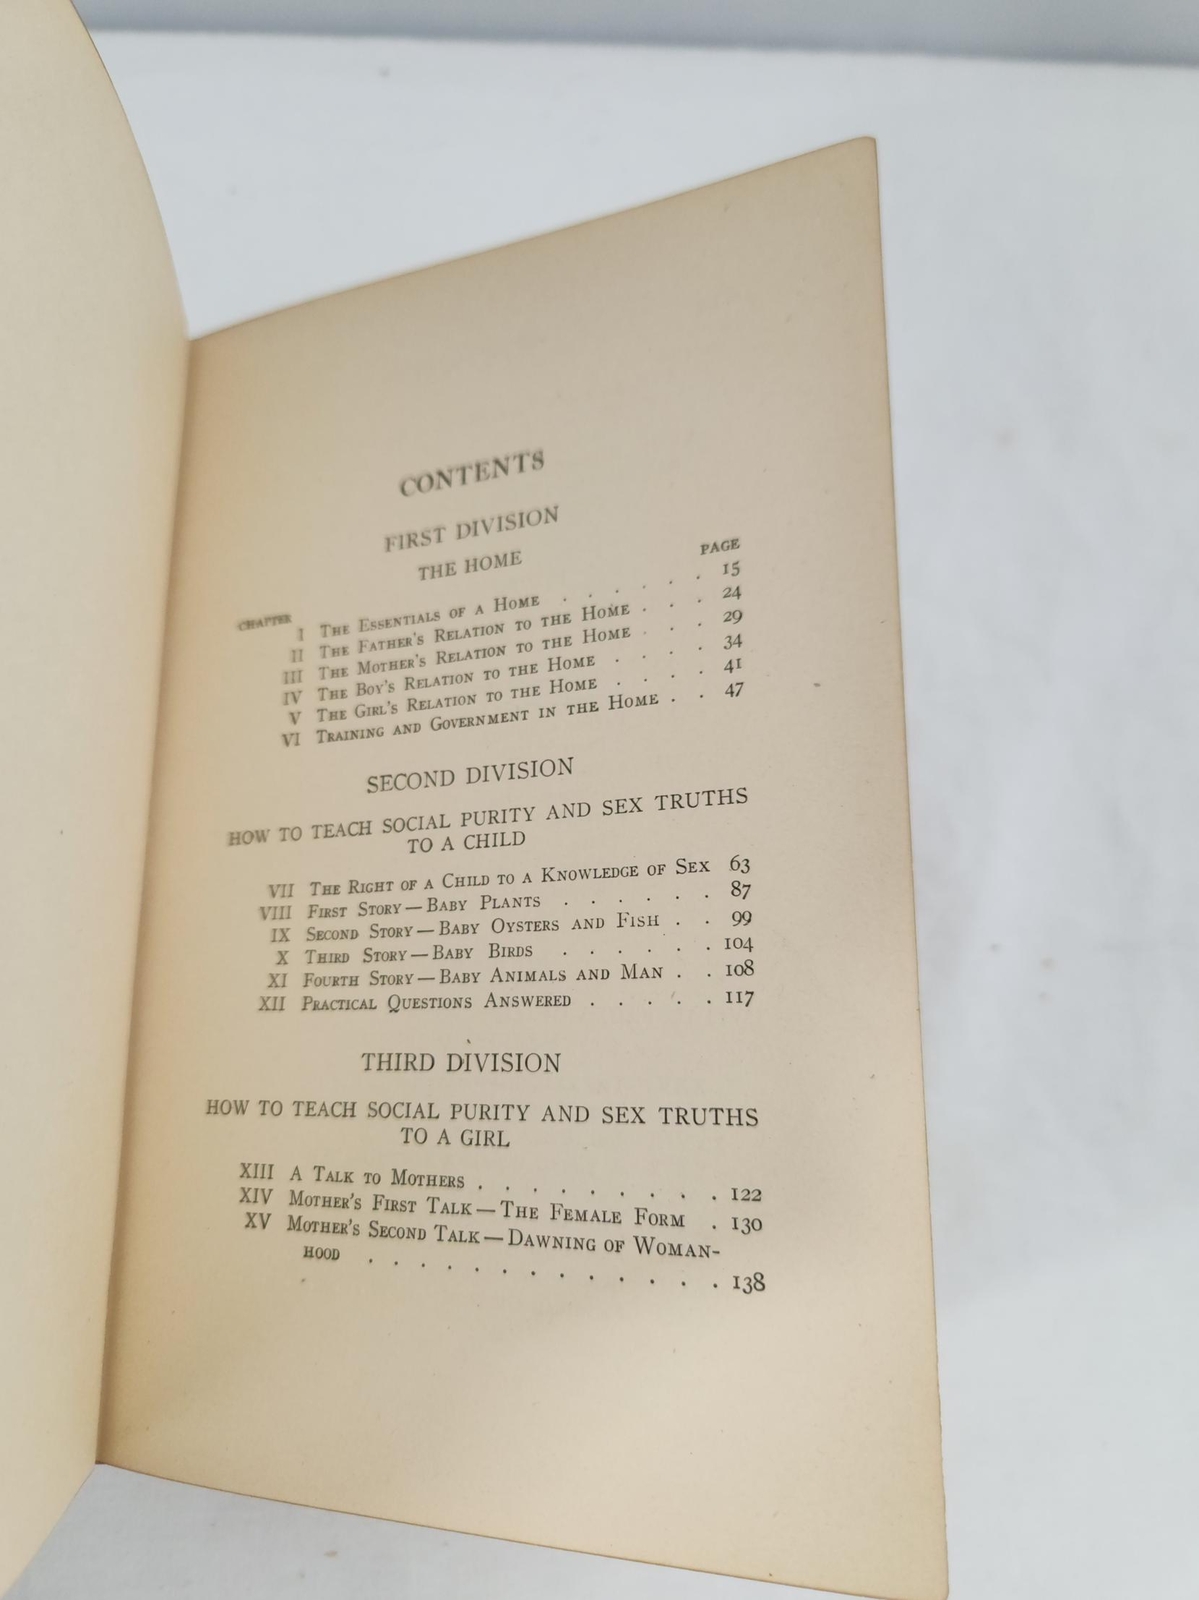 CONTENTS
FIRST DIVISION
THE HOME
CHAPTER PAGE
I THE ESSENTIALS OF A HOME . . . . . . 15
II THE FATHER'S RELATION TO THE HOME . . . 24
III THE MOTHER'S RELATION TO THE HOME . . . 29
IV THE BOY'S RELATION TO THE HOME . . . . 34
V THE GIRL'S RELATION TO THE HOME . . . . 41
VI TRAINING AND GOVERNMENT IN THE HOME . . 47
SECOND DIVISION
HOW TO TEACH SOCIAL PURITY AND SEX TRUTHS
TO A CHILD
VII THE RIGHT OF A CHILD TO A KNOWLEDGE OF SEX 63
VIII FIRST STORY—BABY PLANTS . . . . . . 87
IX SECOND STORY—BABY OYSTERS AND FISH . . 99
X THIRD STORY—BABY BIRDS . . . . . . 104
XI FOURTH STORY—BABY ANIMALS AND MAN . . 108
XII PRACTICAL QUESTIONS ANSWERED . . . . . 117
THIRD DIVISION
HOW TO TEACH SOCIAL PURITY AND SEX TRUTHS
TO A GIRL
XIII A TALK TO MOTHERS . . . . . . . . . 122
XIV MOTHER'S FIRST TALK—THE FEMALE FORM . 130
XV MOTHER'S SECOND TALK—DAWNING OF WOMAN-
HOOD . . . . . . . . . . . . . . 138